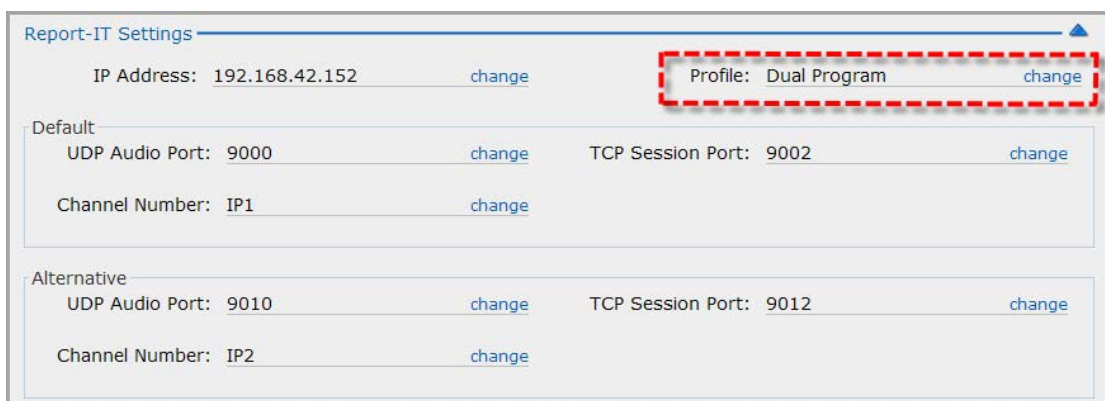 Report-IT Settings
IP Address: 192.168.42.152 change Profile: Dual Program change
Default
UDP Audio Port: 9000 change TCP Session Port: 9002 change
Channel Number: IP1 change
Alternative
UDP Audio Port: 9010 change TCP Session Port: 9012 change
Channel Number: IP2 change